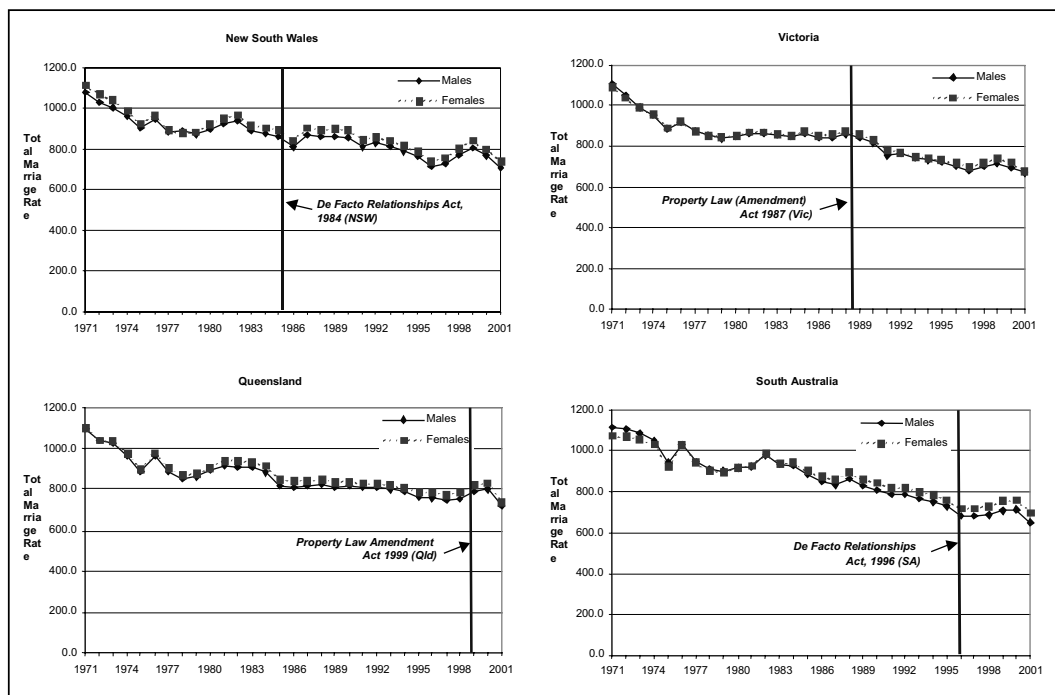 New South Wales
1200.0
1000.0
800.0
600.0
400.0
200.0
0.0
Tot
al
Mar
riage
Rat
e
Males
Females
De Facto Relationships Act,
1984 (NSW)
1971 1974 1977 1980 1983 1986 1989 1992 1995 1998 2001
Victoria
1200.0
1000.0
800.0
600.0
400.0
200.0
0.0
Tot
al
Ma
rria
ge
Rat
e
Males
Females
Property Law (Amendment)
Act 1987 (Vic)
1971 1974 1977 1980 1983 1986 1989 1992 1995 1998 2001
Queensland
1200.0
1000.0
800.0
600.0
400.0
200.0
0.0
Tot
al
Ma
rria
ge
Rat
e
Males
Females
Property Law Amendment
Act 1999 (Qld)
1971 1974 1977 1980 1983 1986 1989 1992 1995 1998 2001
South Australia
1200.0
1000.0
800.0
600.0
400.0
200.0
0.0
Tot
al
Ma
rria
ge
Rat
e
Males
Females
De Facto Relationships
Act, 1996 (SA)
1971 1974 1977 1980 1983 1986 1989 1992 1995 1998 2001